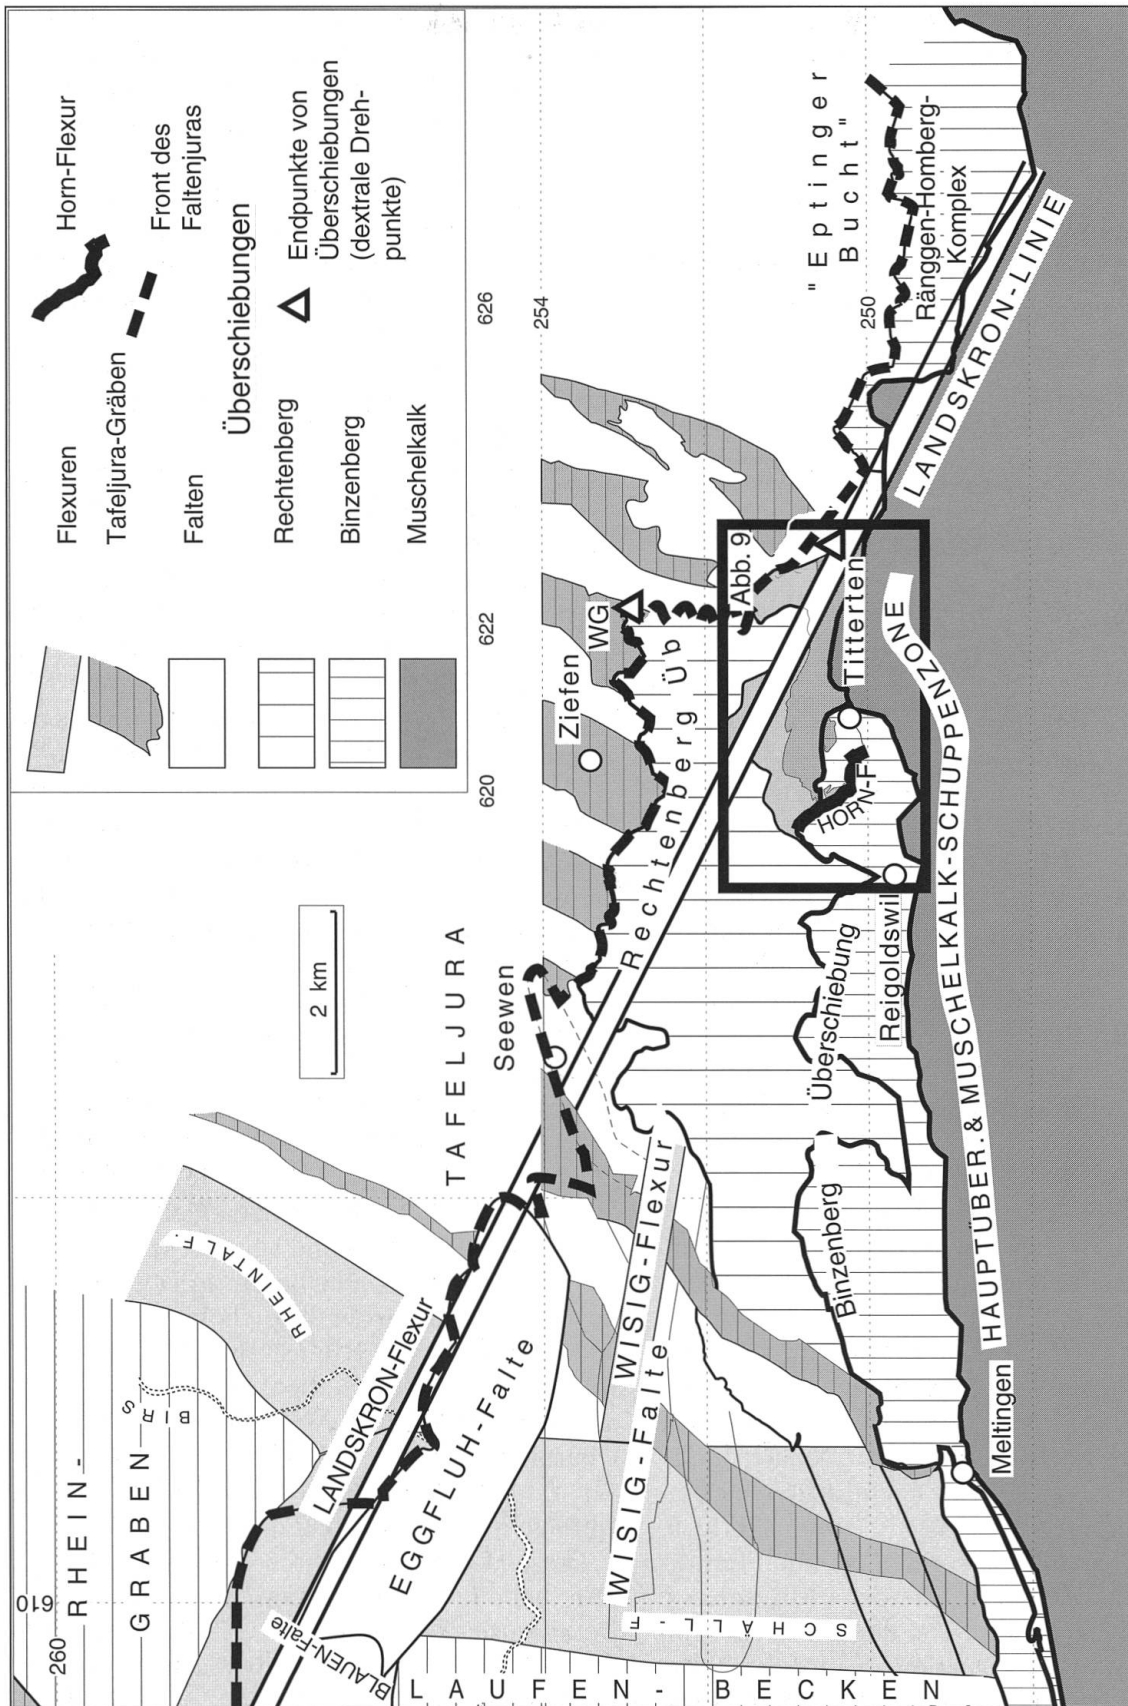 Flexuren
Tafeljura-Gräben
Falten
Überschiebungen
Rechtenberg
Binzenberg
Muschelkalk
Horn-Flexur
Front des
Faltenjuras
Endpunkte von
Überschiebungen
(dextrale Dreh-
punkte)
2 km
260
610
620
622
626
254
250
RHEIN-
GRABEN
BIRS
RHEINTAL F.
TAFELJURA
LANDSKRON-Flexur
EGGFLUH-Falte
BLAUEN-Falte
LAUFEN-BECKEN
SCHÄLL-F
WISIG-Flexur
WISIG-Falte
Seewen
Ziefen
WG
Rechtenberg Üb
Abb. 9
Titterten
HORN-F
Reigoldswil
Binzenberg
Überschiebung
Meltingen
HAUPTÜBER. & MUSCHELKALK-SCHUPPENZONE
LANDSKRON-LINIE
"Eptinger
Bucht"
Ränggen-Homberg-
Komplex